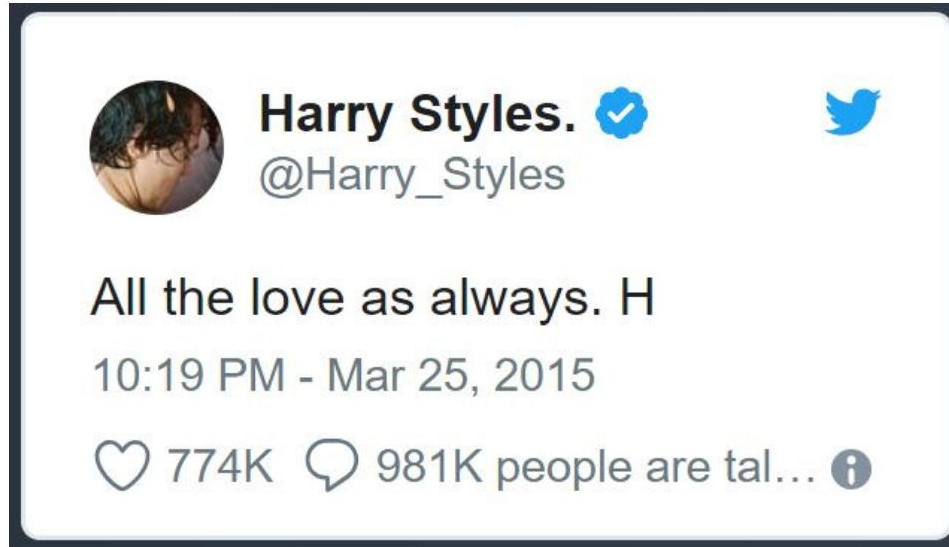 Harry Styles.
@Harry_Styles
All the love as always. H
10:19 PM - Mar 25, 2015
774K 981K people are tal...